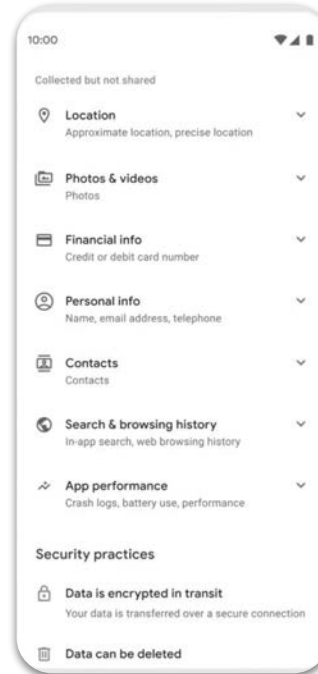 10:00
Collected but not shared
Location
Approximate location, precise location
Photos & videos
Photos
Financial info
Credit or debit card number
Personal info
Name, email address, telephone
Contacts
Contacts
Search & browsing history
In-app search, web browsing history
App performance
Crash logs, battery use, performance
Security practices
Data is encrypted in transit
Your data is transferred over a secure connection
Data can be deleted